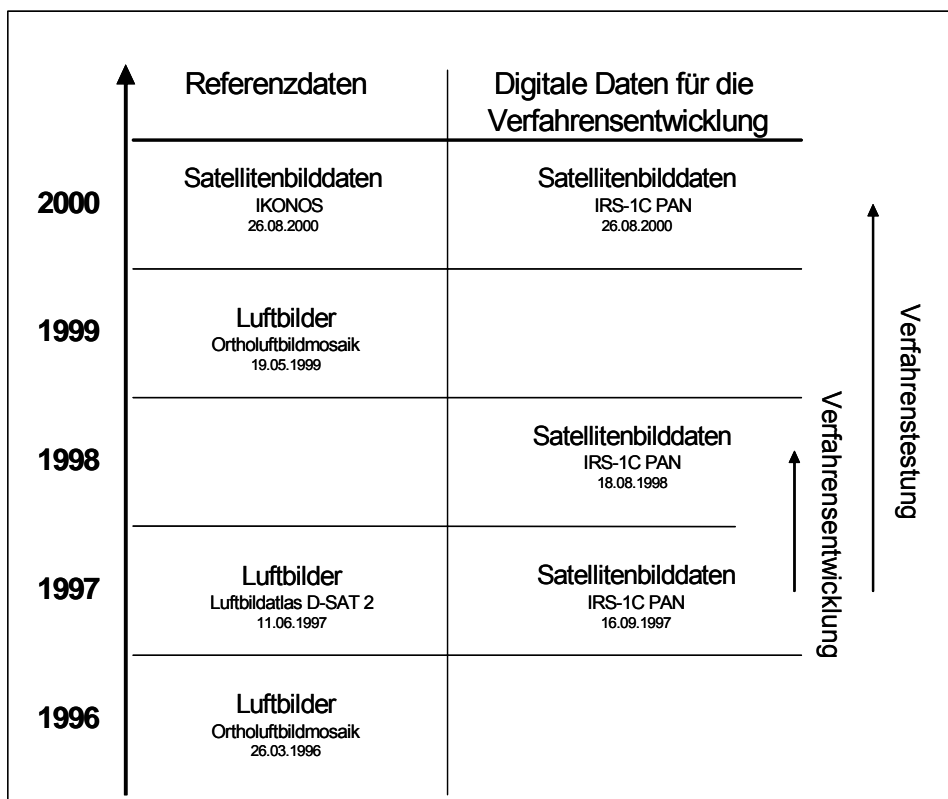 Referenzdaten
Digitale Daten für die
Verfahrensentwicklung
2000
Satellitenbilddaten
IKONOS
26.08.2000
Satellitenbilddaten
IRS-1C PAN
26.08.2000
1999
Luftbilder
Ortholuftbildmosaik
19.05.1999
1998
Satellitenbilddaten
IRS-1C PAN
18.08.1998
1997
Luftbilder
Luftbildatlas D-SAT 2
11.06.1997
Satellitenbilddaten
IRS-1C PAN
16.09.1997
1996
Luftbilder
Ortholuftbildmosaik
26.03.1996
Verfahrensentwicklung
Verfahrenstestung